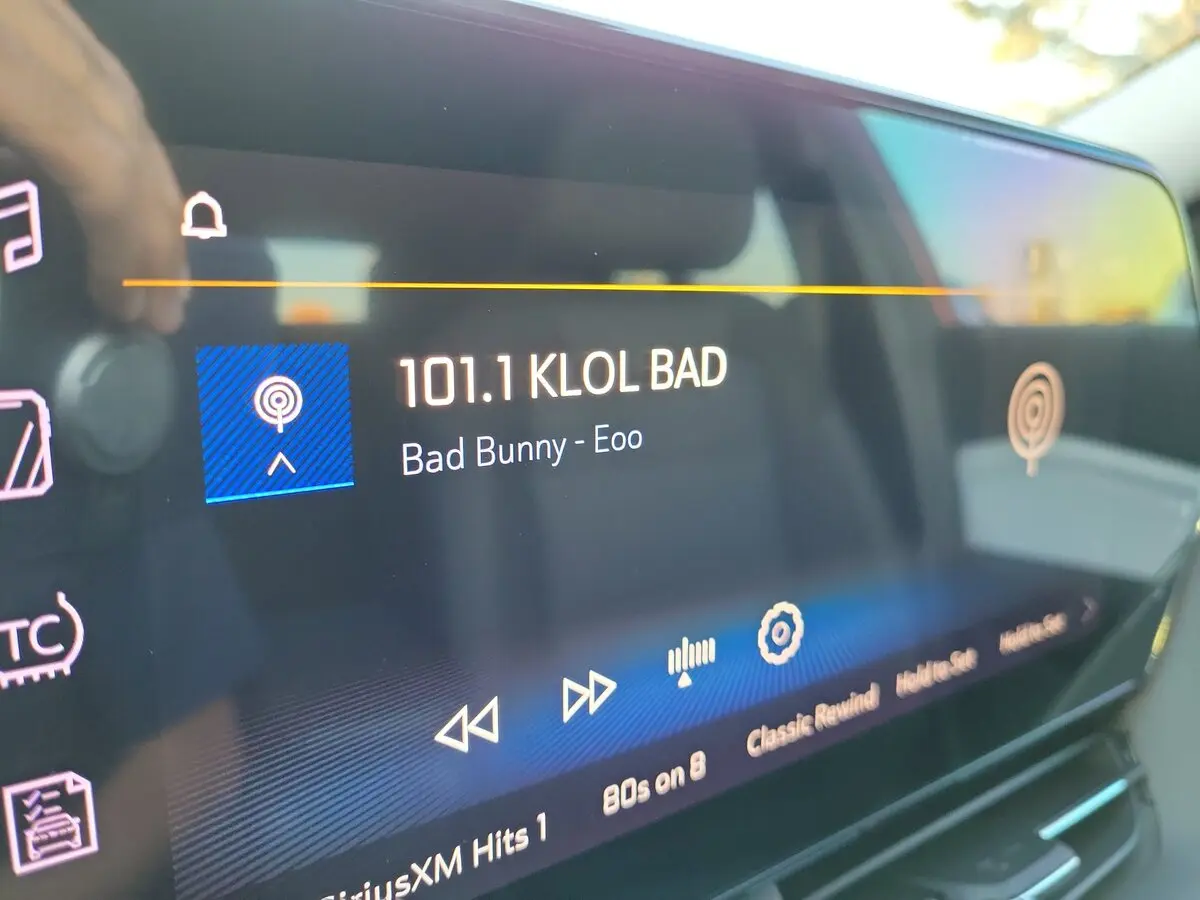 101.1 KLOL BAD
Bad Bunny - Eoo
TC
SiriusXM Hits 1
80s on 8
Classic Rewind
Hold to Set
Hold to Set